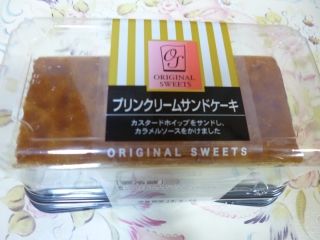 OS
ORIGINAL
SWEETS
プリンクリームサンドケーキ
カスタードホイップをサンドし、
カラメルソースをかけました
ORIGINAL SWEETS